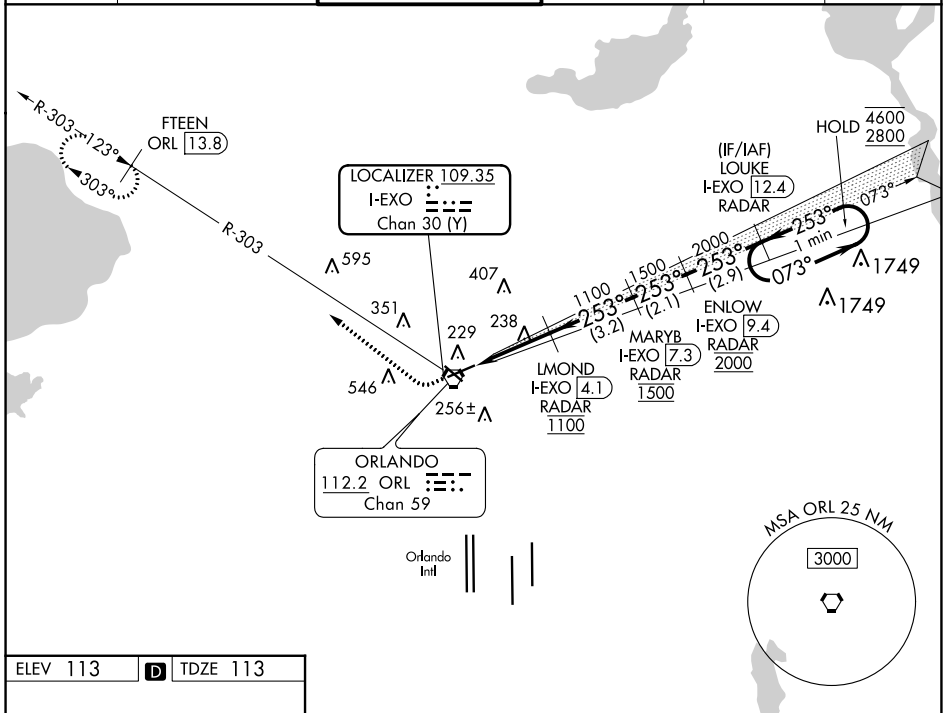 R-303
123°
303°
FTEEN
ORL 13.8
R-303
LOCALIZER 109.35
I-EXO
Chan 30 (Y)
HOLD 4600
2800
(IF/IAF)
LOUKE
I-EXO 12.4
RADAR
073°
253°
1 min
073°
1749
1749
2000
253°
(2.9)
1500
253°
(2.1)
1100
253°
(3.2)
ENLOW
I-EXO 9.4
RADAR
2000
MARYB
I-EXO 7.3
RADAR
1500
LMOND
I-EXO 4.1
RADAR
1100
595
407
351
238
229
546
256±
ORLANDO
112.2 ORL
Chan 59
Orlando
Intl
MSA ORL 25 NM
3000
ELEV 113 D TDZE 113